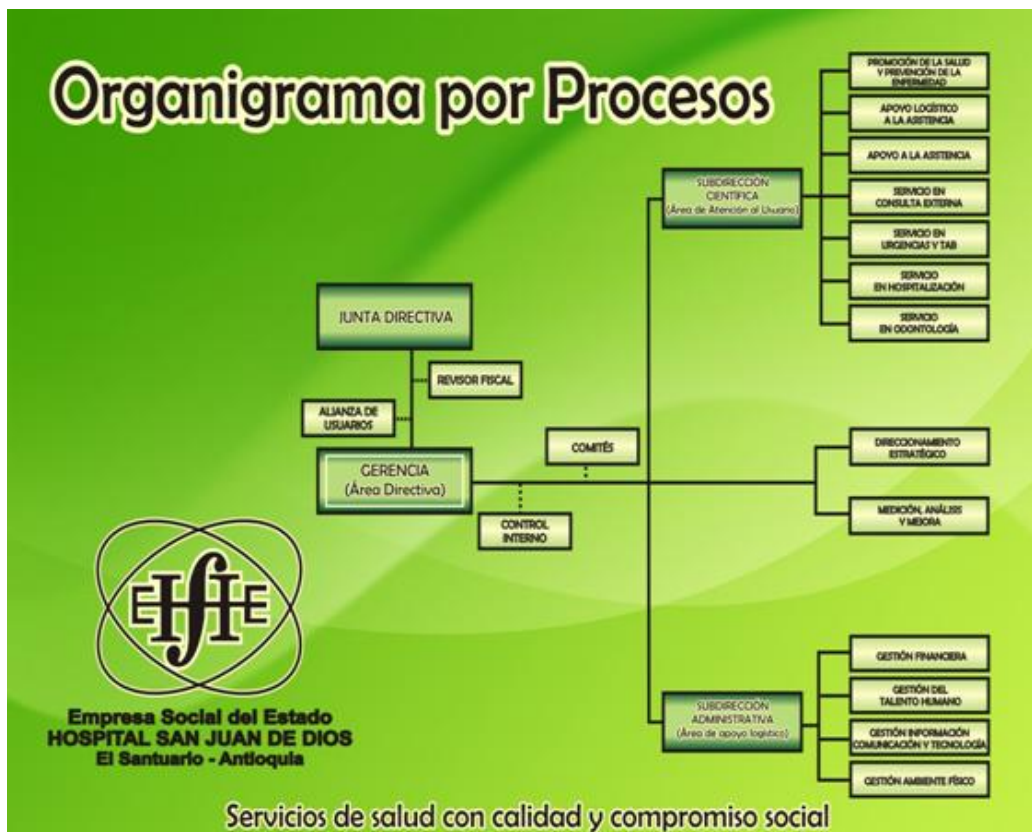 Organigrama por Procesos
PROMOCIÓN DE LA SALUD
Y PREVENCIÓN DE LA
ENFERMEDAD
APOYO LOGÍSTICO
A LA ASISTENCIA
APOYO A LA ASISTENCIA
SUBDIRECCIÓN
CIENTÍFICA
(Área de Atención al Usuario)
SERVICIO EN
CONSULTA EXTERNA
SERVICIO EN
URGENCIAS Y TAB
SERVICIO
EN HOSPITALIZACIÓN
SERVICIO
EN ODONTOLOGÍA
JUNTA DIRECTIVA
REVISOR FISCAL
ALIANZA DE
USUARIOS
GERENCIA
(Área Directiva)
COMITÉS
CONTROL
INTERNO
DIRECCIONAMIENTO
ESTRATÉGICO
MEDICIÓN, ANÁLISIS
Y MEJORA
GESTIÓN FINANCIERA
GESTIÓN DEL
TALENTO HUMANO
SUBDIRECCIÓN
ADMINISTRATIVA
(Área de apoyo logístico)
GESTIÓN INFORMACIÓN
COMUNICACIÓN Y TECNOLOGÍA
GESTIÓN AMBIENTE FÍSICO
Empresa Social del Estado
HOSPITAL SAN JUAN DE DIOS
El Santuario - Antioquia
Servicios de salud con calidad y compromiso social